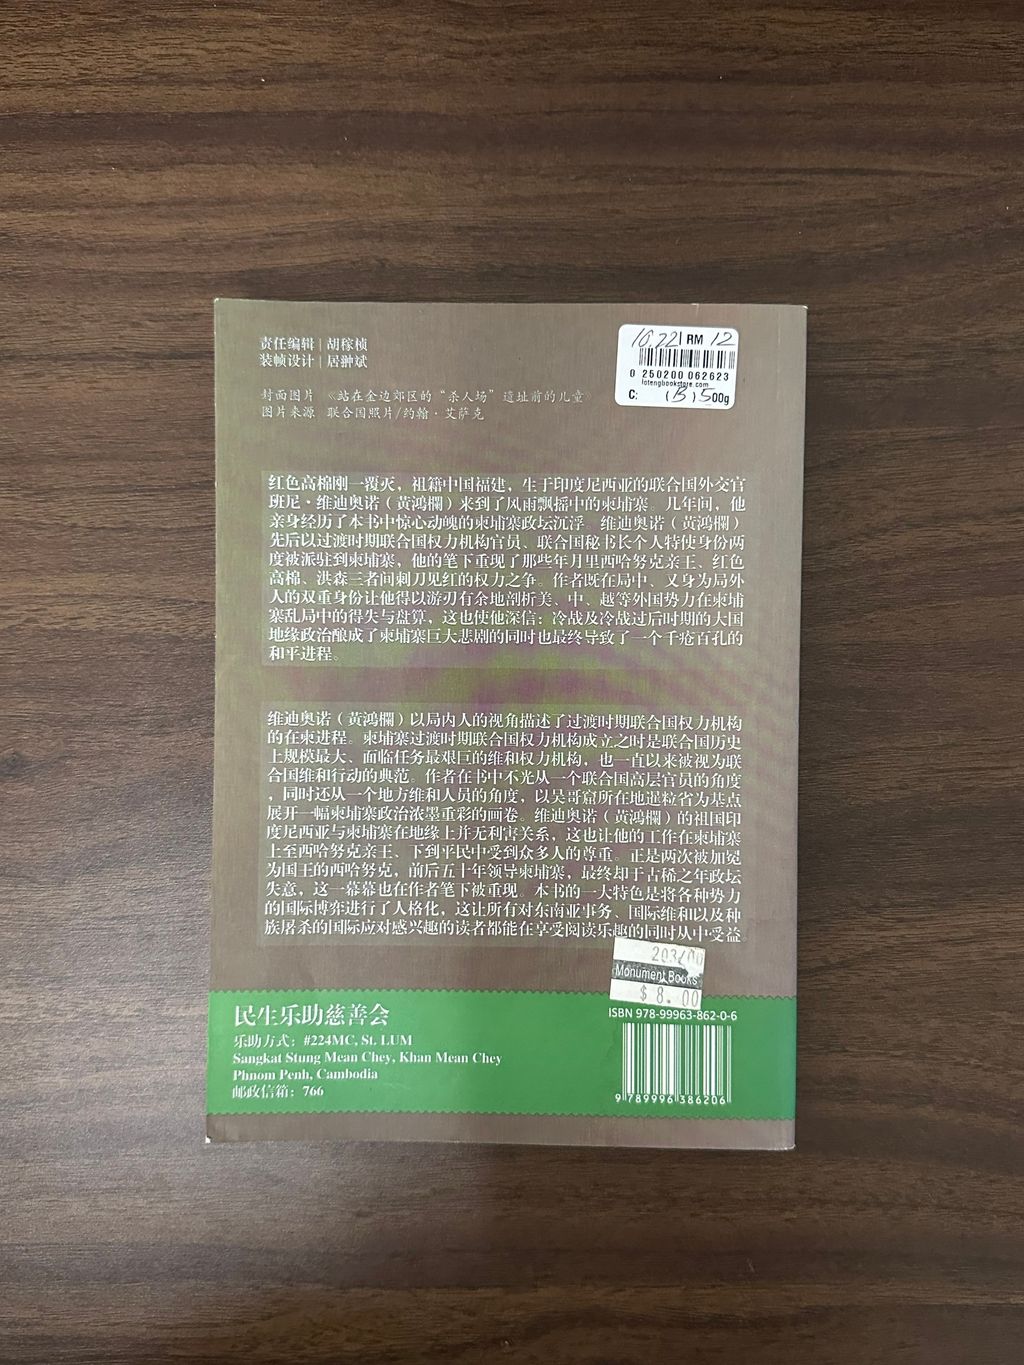 责任编辑 | 胡稼桢
装帧设计 | 居翀斌
封面图片 《站在金边郊区的“杀人场”遗址前的儿童》
图片来源 联合国照片/约翰·艾萨克
RM 12
0 250200 062623
lotengbookstore.com
C: (B) 500g
红色高棉刚一覆灭，祖籍中国福建，生于印度尼西亚的联合国外交官
班尼·维迪奥诺（黄鸿櫊）来到了风雨飘摇中的柬埔寨。几年间，他
亲身经历了本书中惊心动魄的柬埔寨政坛沉浮。维迪奥诺（黄鸿櫊）
先后以过渡时期联合国权力机构官员、联合国秘书长个人特使身份两
度被派驻到柬埔寨，他的笔下重现了那些年月里西哈努克亲王、红色
高棉、洪森三者间刺刀见红的权力之争。作者既在局中、又身为局外
人的双重身份让他得以游刃有余地剖析美、中、越等外国势力在柬埔
寨乱局中的得失与盘算，这也使他深信：冷战及冷战过后时期的大国
地缘政治酿成了柬埔寨巨大悲剧的同时也最终导致了一个千疮百孔的
和平进程。
维迪奥诺（黄鸿櫊）以局内人的视角描述了过渡时期联合国权力机构
的在柬进程。柬埔寨过渡时期联合国权力机构成立之时是联合国历史
上规模最大、面临任务最艰巨的维和权力机构，也一直以来被视为联
合国维和行动的典范。作者在书中不光从一个联合国高层官员的角度
，同时还从一个地方维和人员的角度，以吴哥窟所在地暹粒省为基点
展开一幅柬埔寨政治浓墨重彩的画卷。维迪奥诺（黄鸿櫊）的祖国印
度尼西亚与柬埔寨在地缘上并无利害关系，这也让他的工作在柬埔寨
上至西哈努克亲王、下到平民中受到众多人的尊重。正是两次被加冕
为国王的西哈努克，前后五十年领导柬埔寨，最终却于古稀之年政坛
失意，这一幕幕也在作者笔下被重现。本书的一大特色是将各种势力
的国际博弈进行了人格化，这让所有对东南亚事务、国际维和以及种
族屠杀的国际应对感兴趣的读者都能在享受阅读乐趣的同时从中受益。
Monument Books
$ 8.00
民生乐助慈善会
乐助方式：#224MC, St. LUM
Sangkat Stung Mean Chey, Khan Mean Chey
Phnom Penh, Cambodia
邮政信箱：766
ISBN 978-99963-862-0-6
9 789996 386206